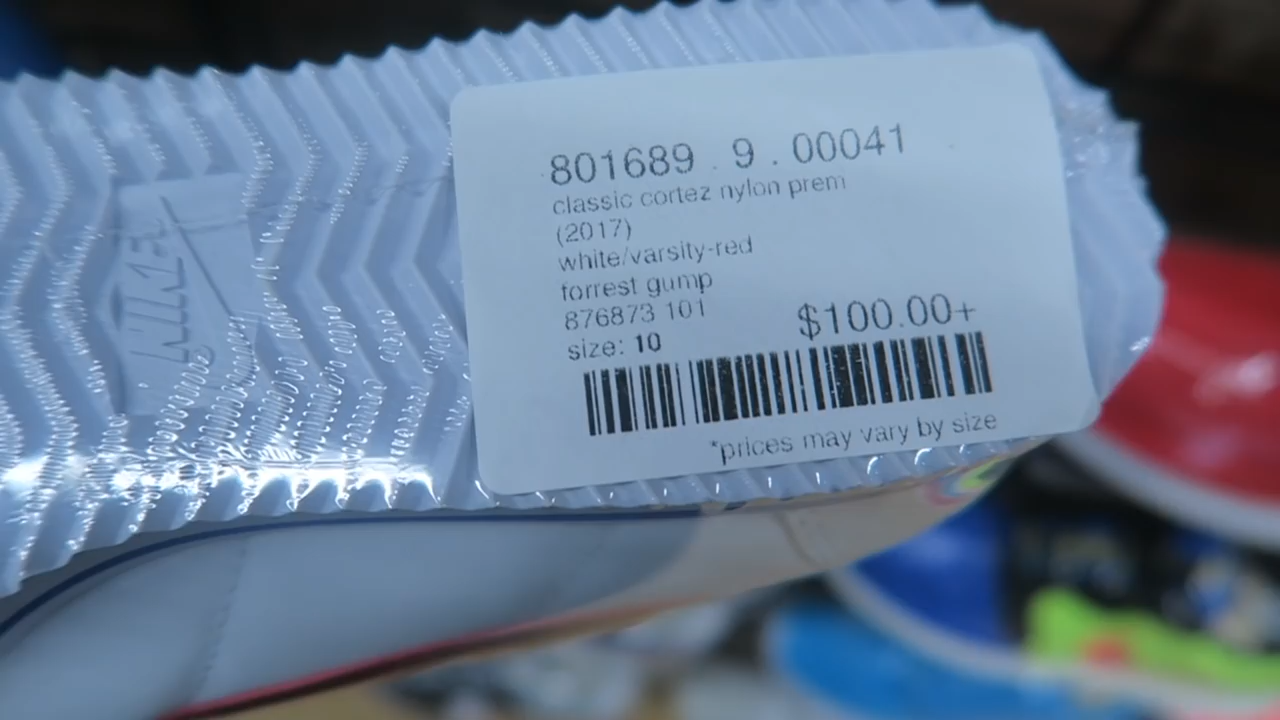 801689 . 9 . 00041
classic cortez nylon prem
(2017)
white/varsity-red
forrest gump
876873 101
$100.00+
size: 10
*prices may vary by size
NIKE